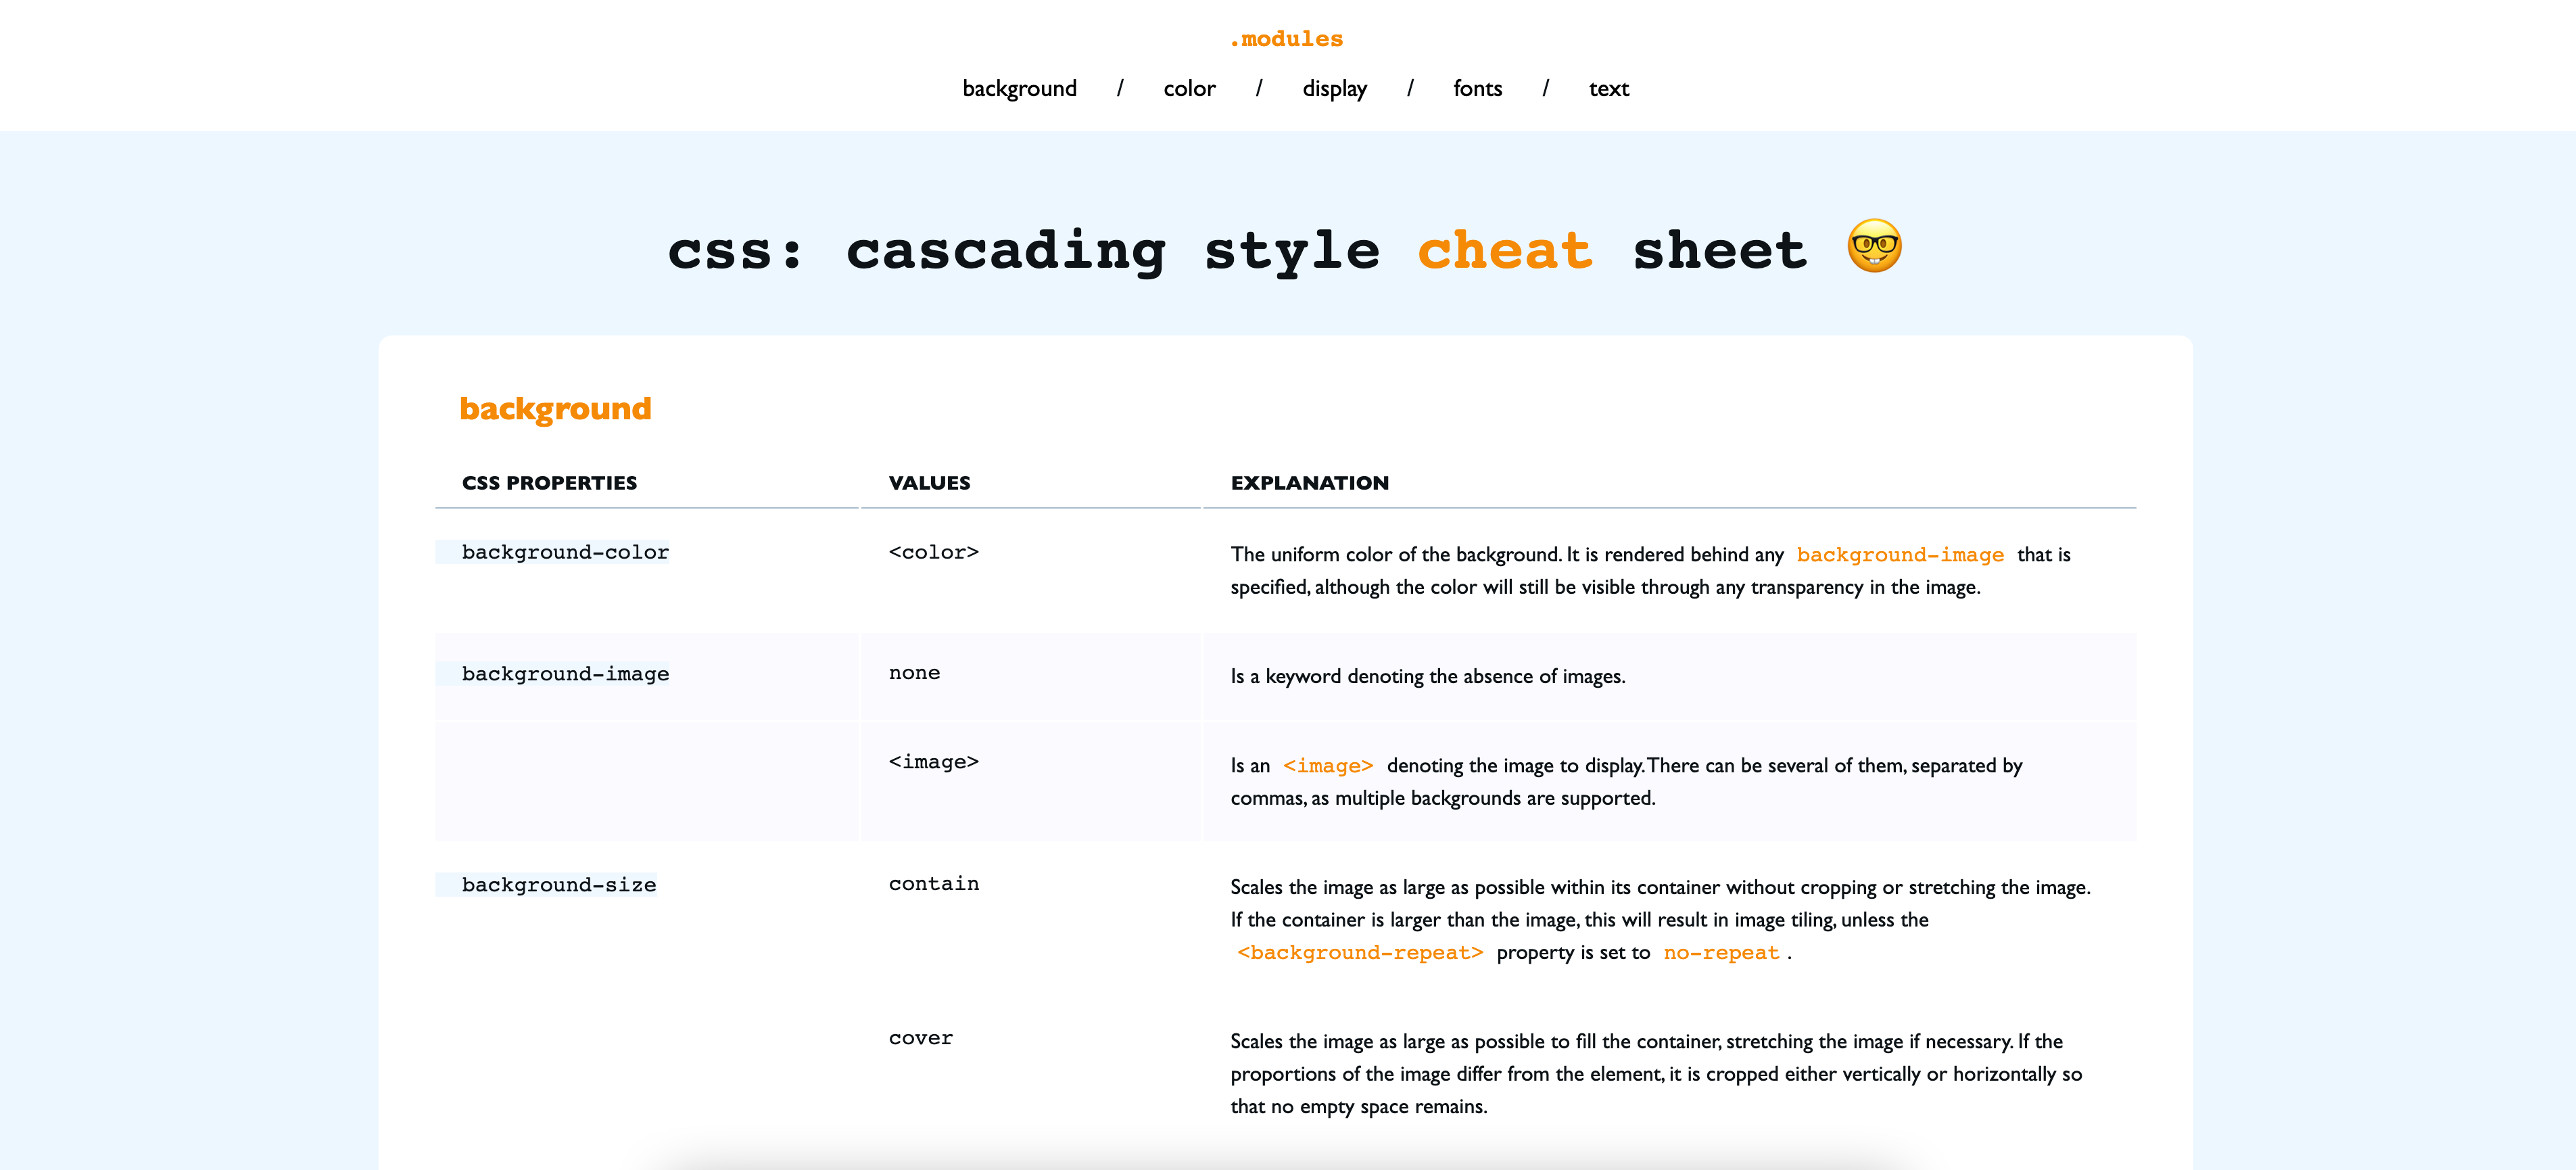 .modules
background / color / display / fonts / text
css: cascading style cheat sheet 🤓
background
CSS PROPERTIES VALUES EXPLANATION
background-color <color> The uniform color of the background. It is rendered behind any background-image that is
specified, although the color will still be visible through any transparency in the image.
background-image none Is a keyword denoting the absence of images.
<image> Is an <image> denoting the image to display. There can be several of them, separated by
commas, as multiple backgrounds are supported.
background-size contain Scales the image as large as possible within its container without cropping or stretching the image.
If the container is larger than the image, this will result in image tiling, unless the
<background-repeat> property is set to no-repeat .
cover Scales the image as large as possible to fill the container, stretching the image if necessary. If the
proportions of the image differ from the element, it is cropped either vertically or horizontally so
that no empty space remains.